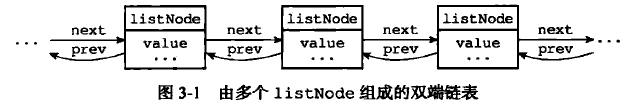 listNode listNode listNode
... next value next value next value next ...
prev ... prev ... prev ... prev
图 3-1 由多个 listNode 组成的双端链表